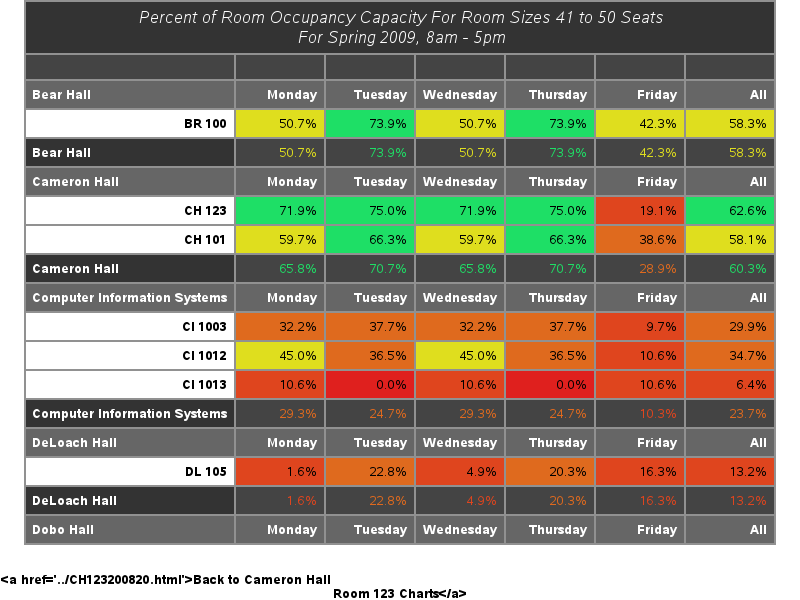 Percent of Room Occupancy Capacity For Room Sizes 41 to 50 Seats
For Spring 2009, 8am - 5pm
Bear Hall Monday Tuesday Wednesday Thursday Friday All
BR 100 50.7% 73.9% 50.7% 73.9% 42.3% 58.3%
Bear Hall 50.7% 73.9% 50.7% 73.9% 42.3% 58.3%
Cameron Hall Monday Tuesday Wednesday Thursday Friday All
CH 123 71.9% 75.0% 71.9% 75.0% 19.1% 62.6%
CH 101 59.7% 66.3% 59.7% 66.3% 38.6% 58.1%
Cameron Hall 65.8% 70.7% 65.8% 70.7% 28.9% 60.3%
Computer Information Systems Monday Tuesday Wednesday Thursday Friday All
CI 1003 32.2% 37.7% 32.2% 37.7% 9.7% 29.9%
CI 1012 45.0% 36.5% 45.0% 36.5% 10.6% 34.7%
CI 1013 10.6% 0.0% 10.6% 0.0% 10.6% 6.4%
Computer Information Systems 29.3% 24.7% 29.3% 24.7% 10.3% 23.7%
DeLoach Hall Monday Tuesday Wednesday Thursday Friday All
DL 105 1.6% 22.8% 4.9% 20.3% 16.3% 13.2%
DeLoach Hall 1.6% 22.8% 4.9% 20.3% 16.3% 13.2%
Dobo Hall Monday Tuesday Wednesday Thursday Friday All
<a href='../CH123200820.html'>Back to Cameron Hall
Room 123 Charts</a>